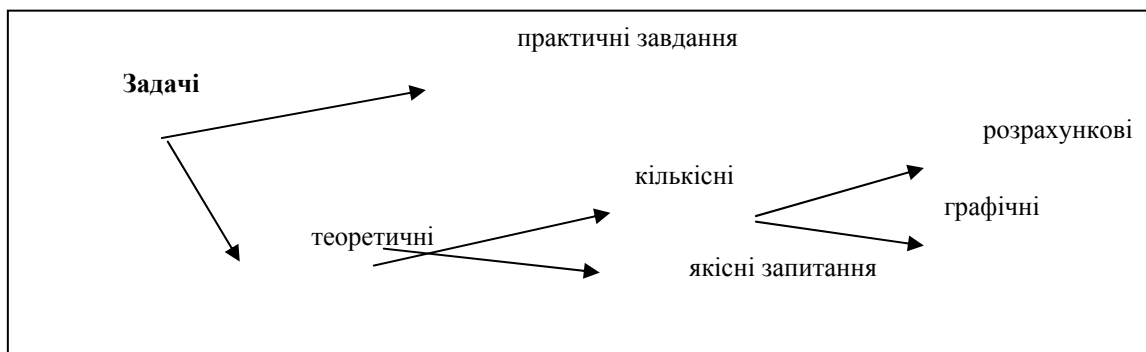 практичні завдання
Задачі
розрахункові
кількісні
графічні
теоретичні
якісні запитання